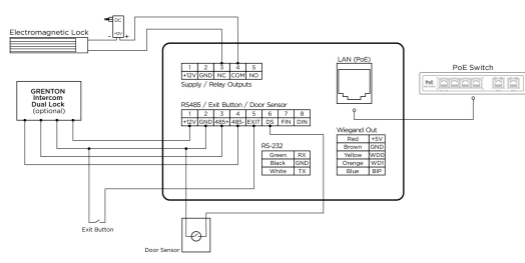 DC
+12V
- +
Electromagnetic Lock
1 2 3 4 5
+12V GND NC COM NO
Supply / Relay Outputs
LAN (PoE)
PoE Switch
PoE
GRENTON
Intercom
Dual Lock
(optional)
RS485 / Exit Button / Door Sensor
1 2 3 4 5 6 7 8
+12V GND 485+ 485- EXIT DS FIN DIN
RS-232
Green RX
Black GND
White TX
Wiegand Out
Red +5V
Brown GND
Yellow WD0
Orange WD1
Blue BIP
Exit Button
Door Sensor